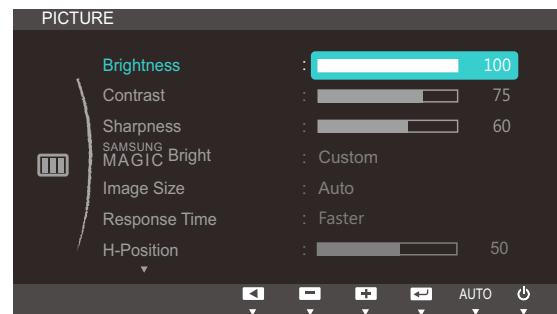 PICTURE
Brightness : 100
Contrast : 75
Sharpness : 60
SAMSUNG MAGIC Bright : Custom
Image Size : Auto
Response Time : Faster
H-Position : 50
AUTO